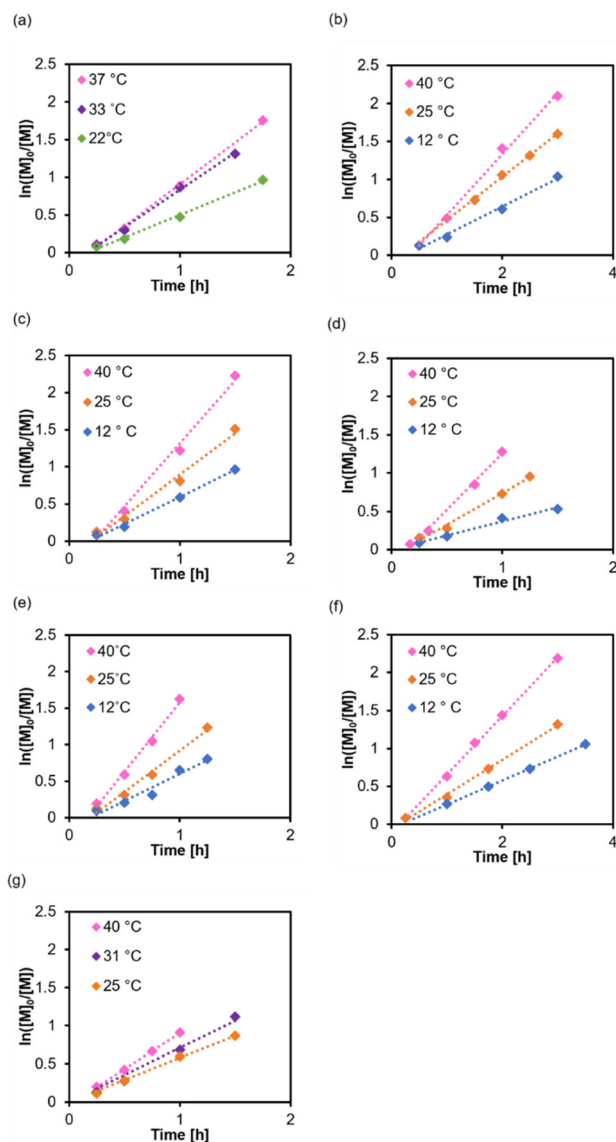 (a)
ln([M]₀/[M])
2.5
2
1.5
1
0.5
0
37 °C
33 °C
22°C
0
1
2
Time [h]
(b)
ln([M]₀/[M])
2.5
2
1.5
1
0.5
0
40 °C
25 °C
12 ° C
0
2
4
Time [h]
(c)
ln([M]₀/[M])
2.5
2
1.5
1
0.5
0
40 °C
25 °C
12 ° C
0
1
2
Time [h]
(d)
ln([M]₀/[M])
2.5
2
1.5
1
0.5
0
40 °C
25 °C
12 ° C
0
1
2
Time [h]
(e)
ln([M]₀/[M])
2.5
2
1.5
1
0.5
0
40°C
25°C
12°C
0
1
2
Time [h]
(f)
ln([M]₀/[M])
2.5
2
1.5
1
0.5
0
40 °C
25 °C
12 ° C
0
2
4
Time [h]
(g)
ln([M]₀/[M])
2.5
2
1.5
1
0.5
0
40 °C
31 °C
25 °C
0
1
2
Time [h]